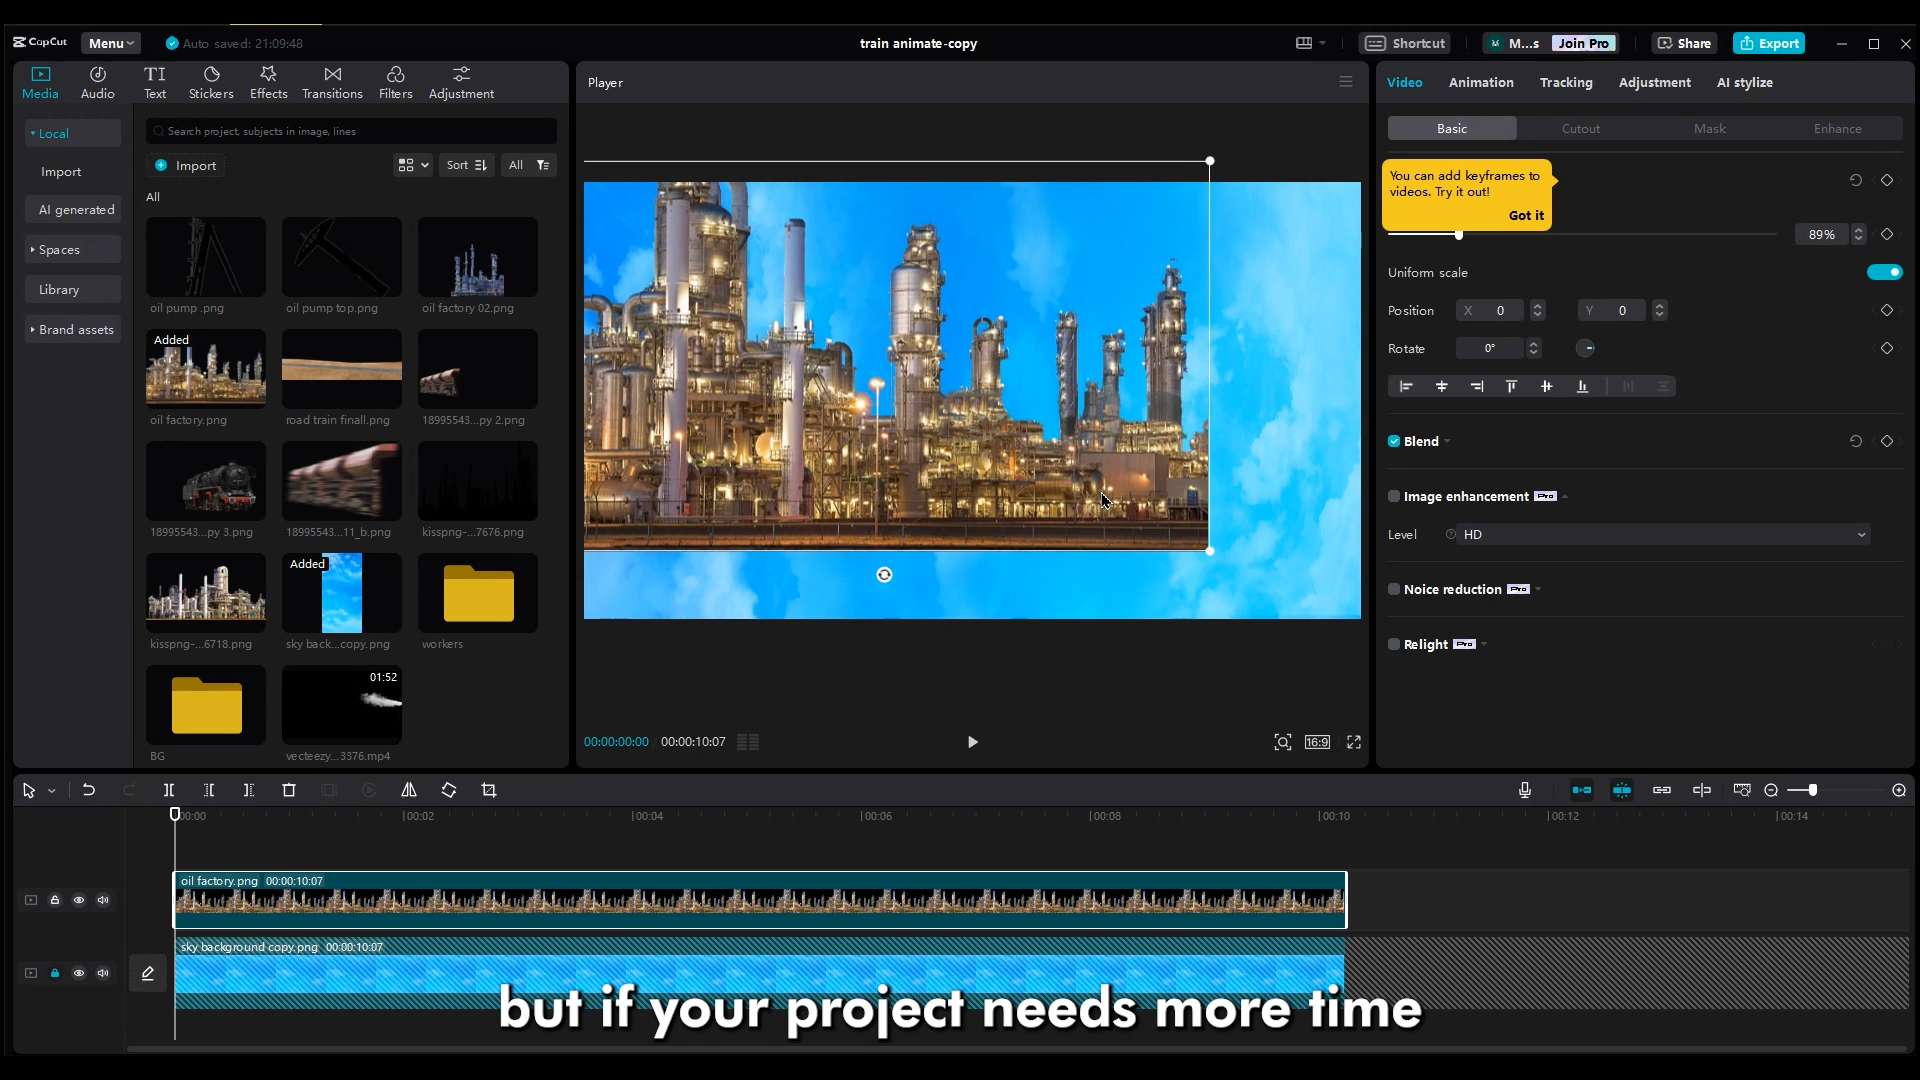 CapCut
Menu
Auto saved: 21:09:48
train animate-copy
Shortcut
M...s
Join Pro
Share
Export
Media
Audio
Text
Stickers
Effects
Transitions
Filters
Adjustment
Local
Import
AI generated
Spaces
Library
Brand assets
Search project, subjects in image, lines
Import
Sort
All
All
oil pump .png
oil pump top.png
oil factory 02.png
Added
oil factory.png
road train finall.png
18995543...py 2.png
18995543...py 3.png
18995543...11_b.png
kisspng-...7676.png
kisspng-...6718.png
Added
sky back...copy.png
workers
BG
01:52
vecteezy...3376.mp4
Player
00:00:00:00
00:00:10:07
16:9
Video
Animation
Tracking
Adjustment
AI stylize
Basic
Cutout
Mask
Enhance
You can add keyframes to
videos. Try it out!
Got it
89%
Uniform scale
Position
X 0
Y 0
Rotate
0°
Blend
Image enhancement Pro
Level
HD
Noice reduction Pro
Relight Pro
00:00
00:02
00:04
00:06
00:08
00:10
00:12
00:14
oil factory.png 00:00:10:07
sky background copy.png 00:00:10:07
but if your project needs more time